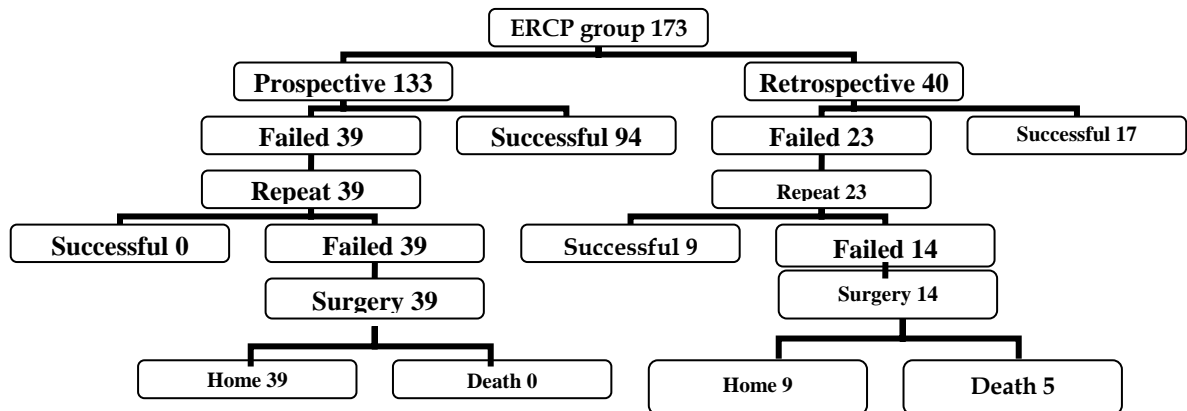 ERCP group 173
Prospective 133
Retrospective 40
Failed 39
Successful 94
Failed 23
Successful 17
Repeat 39
Repeat 23
Successful 0
Failed 39
Successful 9
Failed 14
Surgery 39
Surgery 14
Home 39
Death 0
Home 9
Death 5